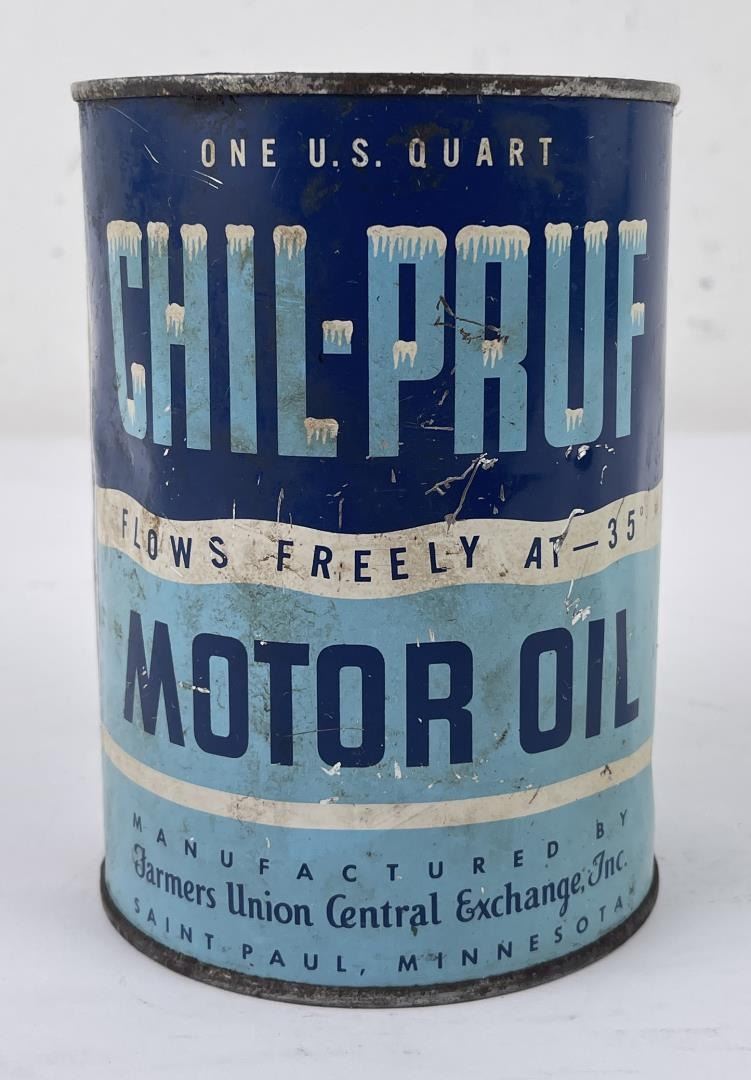 ONE U.S. QUART
CHIL-PRUF
FLOWS FREELY AT -35°
MOTOR OIL
MANUFACTURED BY
Farmers Union Central Exchange, Inc.
SAINT PAUL, MINNESOTA